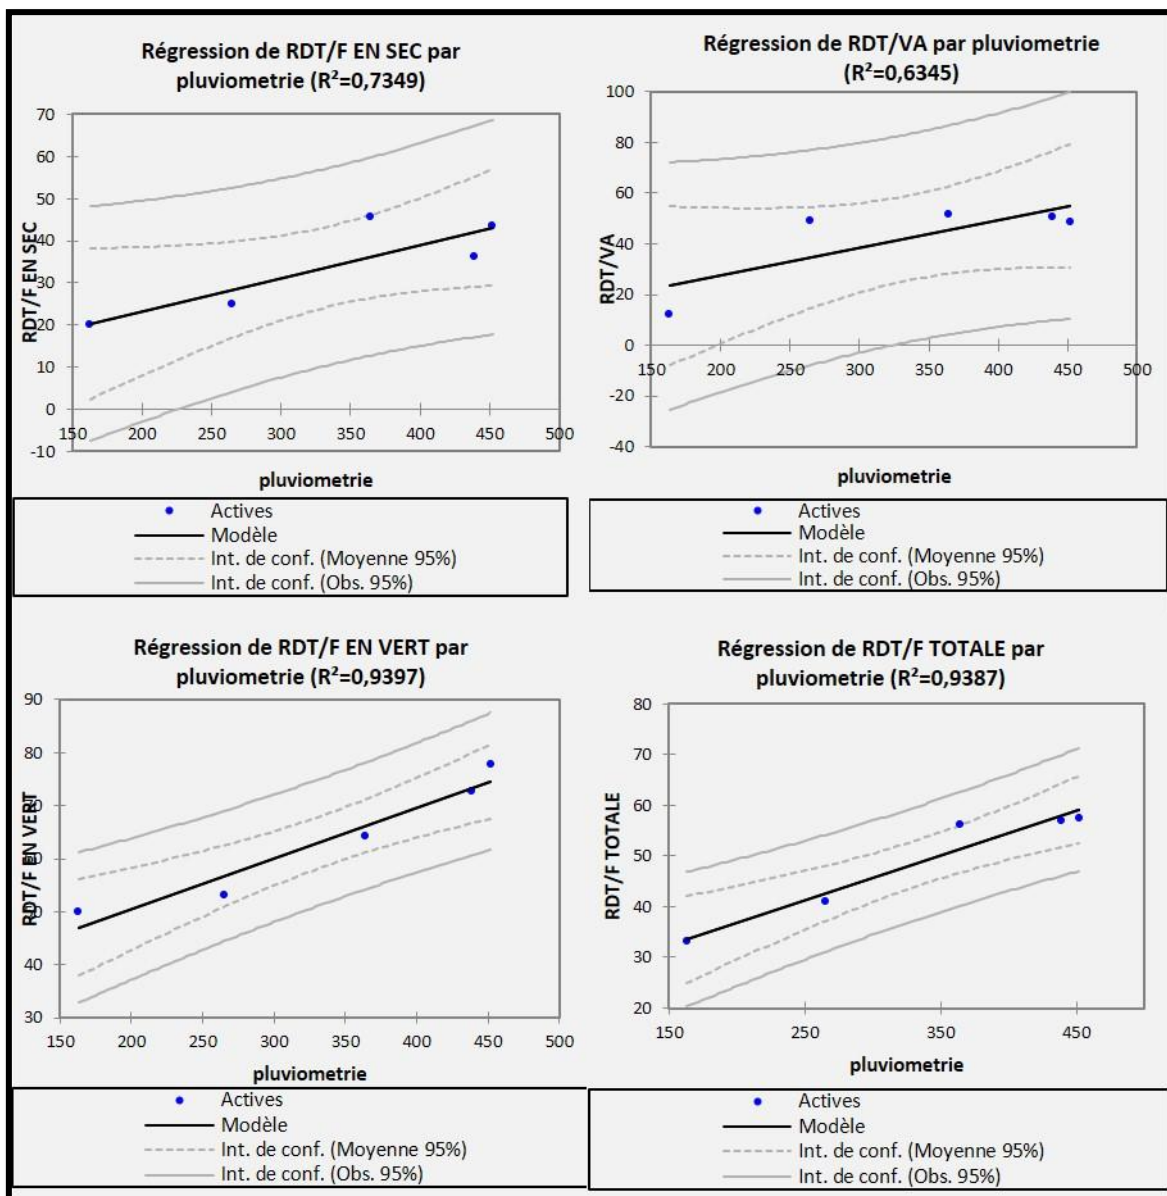 Régression de RDT/F EN SEC par
pluviometrie (R²=0,7349)
70
60
50
40
30
20
10
0
-10
RDT/F EN SEC
150 200 250 300 350 400 450 500
pluviometrie
Actives
Modèle
Int. de conf. (Moyenne 95%)
Int. de conf. (Obs. 95%)
Régression de RDT/VA par pluviometrie
(R²=0,6345)
100
80
60
40
20
0
-20
-40
RDT/VA
150 200 250 300 350 400 450 500
pluviometrie
Actives
Modèle
Int. de conf. (Moyenne 95%)
Int. de conf. (Obs. 95%)
Régression de RDT/F EN VERT par
pluviometrie (R²=0,9397)
90
80
70
60
50
40
30
RDT/F EN VERT
150 200 250 300 350 400 450 500
pluviometrie
Actives
Modèle
Int. de conf. (Moyenne 95%)
Int. de conf. (Obs. 95%)
Régression de RDT/F TOTALE par
pluviometrie (R²=0,9387)
80
70
60
50
40
30
20
RDT/F TOTALE
150 250 350 450
pluviometrie
Actives
Modèle
Int. de conf. (Moyenne 95%)
Int. de conf. (Obs. 95%)